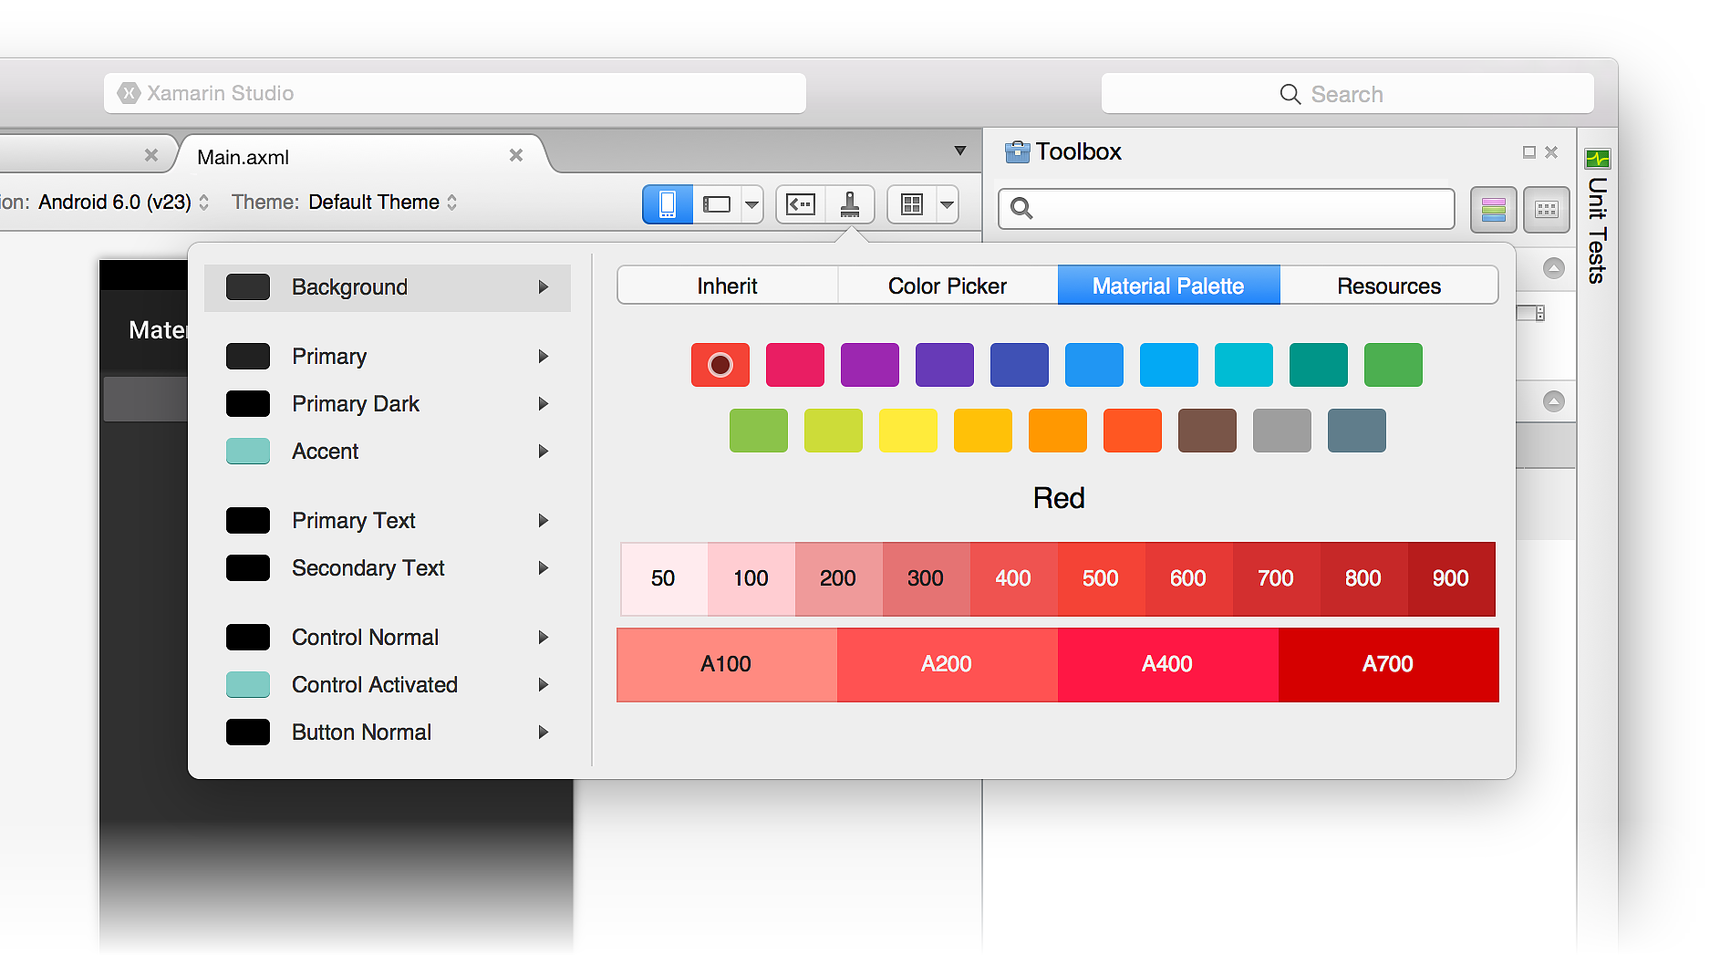 Xamarin Studio
Search
Main.axml
Toolbox
ion: Android 6.0 (v23) Theme: Default Theme
Unit Tests
Mater
Background
Primary
Primary Dark
Accent
Primary Text
Secondary Text
Control Normal
Control Activated
Button Normal
Inherit Color Picker Material Palette Resources
Red
50 100 200 300 400 500 600 700 800 900
A100 A200 A400 A700